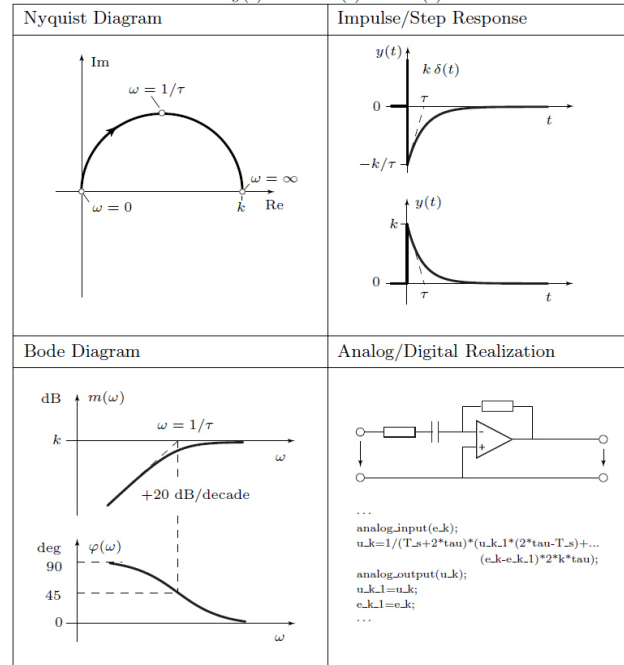 Nyquist Diagram
Im
ω = 1/τ
ω = ∞
ω = 0
k
Re
Impulse/Step Response
y(t)
k δ(t)
τ
0
t
−k/τ
y(t)
k
0
τ
t
Bode Diagram
dB
m(ω)
ω = 1/τ
k
ω
+20 dB/decade
deg
φ(ω)
90
45
0
ω
Analog/Digital Realization
-
+
...
analog_input(e_k);
u_k=1/(T_s+2*tau)*(u_k_1*(2*tau-T_s)+...
(e_k-e_k_1)*2*k*tau);
analog_output(u_k);
u_k_1=u_k;
e_k_1=e_k;
...